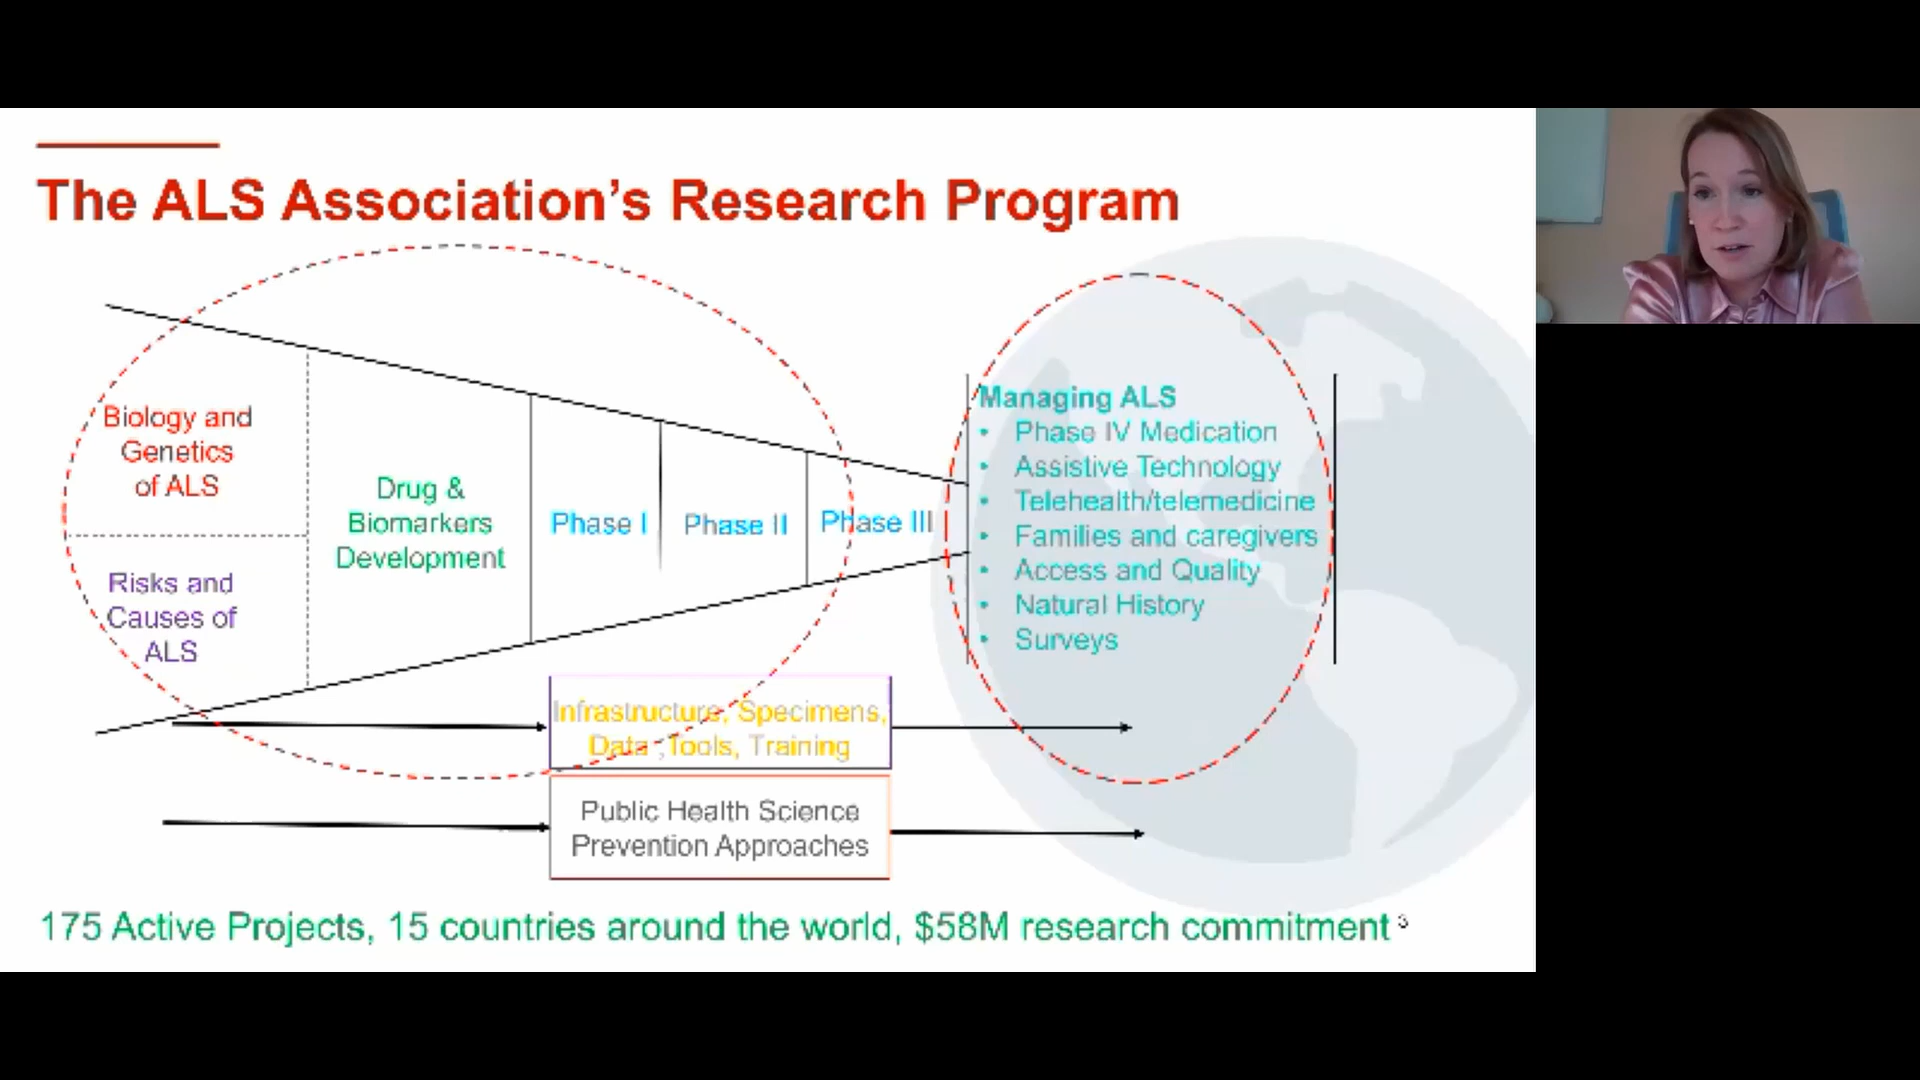 The ALS Association's Research Program
Biology and
Genetics
of ALS
Risks and
Causes of
ALS
Drug &
Biomarkers
Development
Phase I
Phase II
Phase III
Managing ALS
• Phase IV Medication
• Assistive Technology
• Telehealth/telemedicine
• Families and caregivers
• Access and Quality
• Natural History
• Surveys
Infrastructure, Specimens,
Data ,Tools, Training
Public Health Science
Prevention Approaches
175 Active Projects, 15 countries around the world, $58M research commitment
3